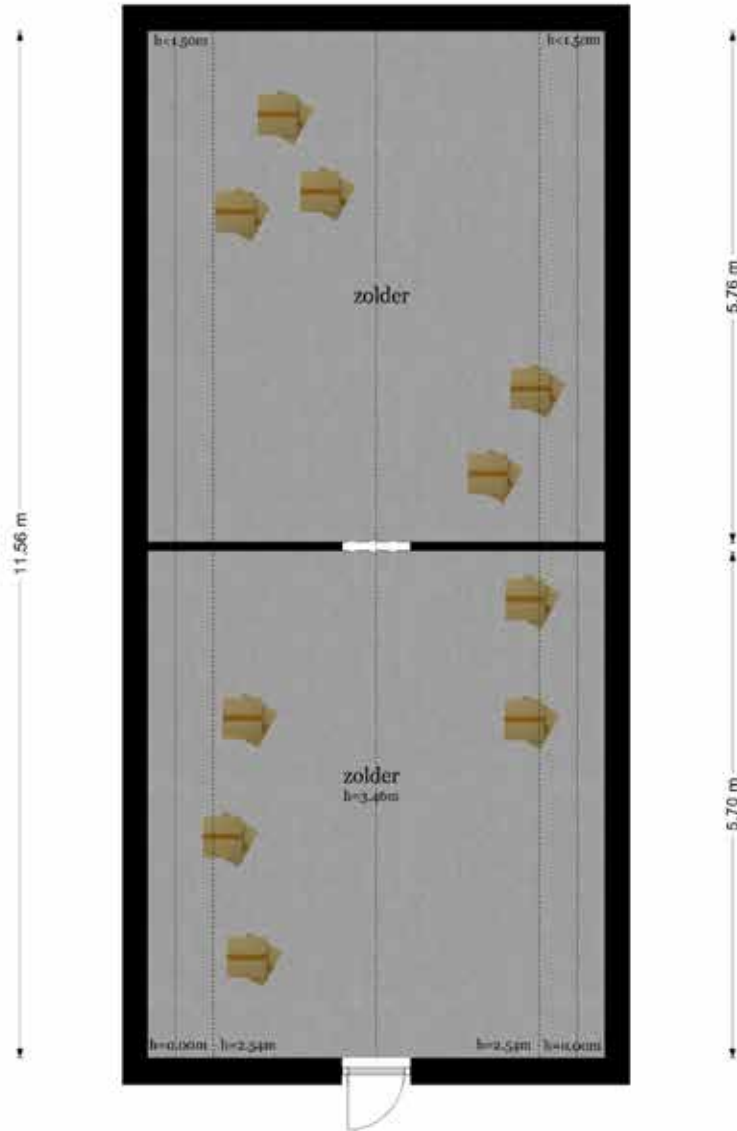 h<1.50m h<1.50m
zolder
5.76 m
11.56 m
zolder
h=3.46m
5.70 m
h=0.00m h=2.54m h=2.54m h=0.00m